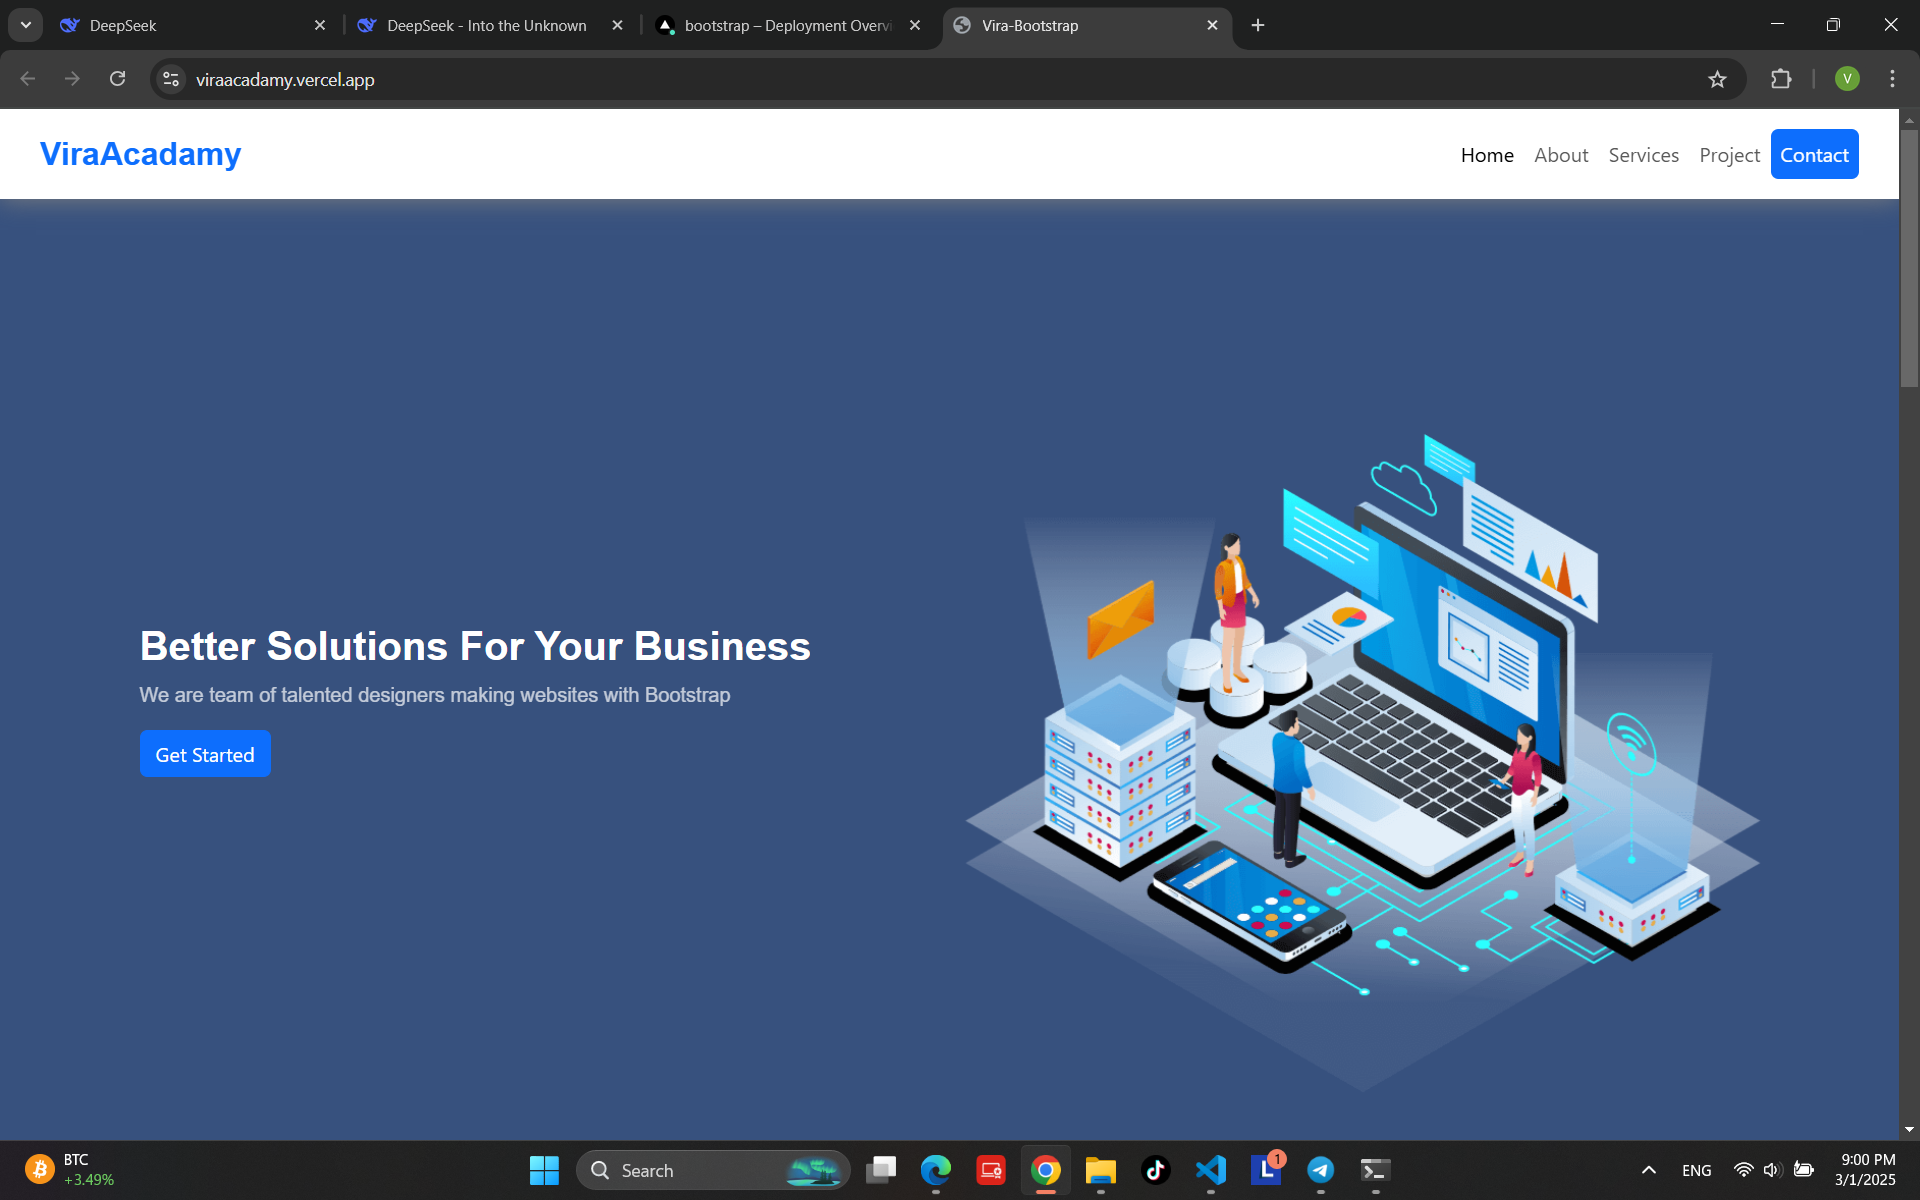 DeepSeek
DeepSeek - Into the Unknown
bootstrap – Deployment Overvi
Vira-Bootstrap
viraacadamy.vercel.app
V
ViraAcadamy
Home
About
Services
Project
Contact
Better Solutions For Your Business
We are team of talented designers making websites with Bootstrap
Get Started
BTC
+3.49%
Search
L
1
ENG
9:00 PM
3/1/2025